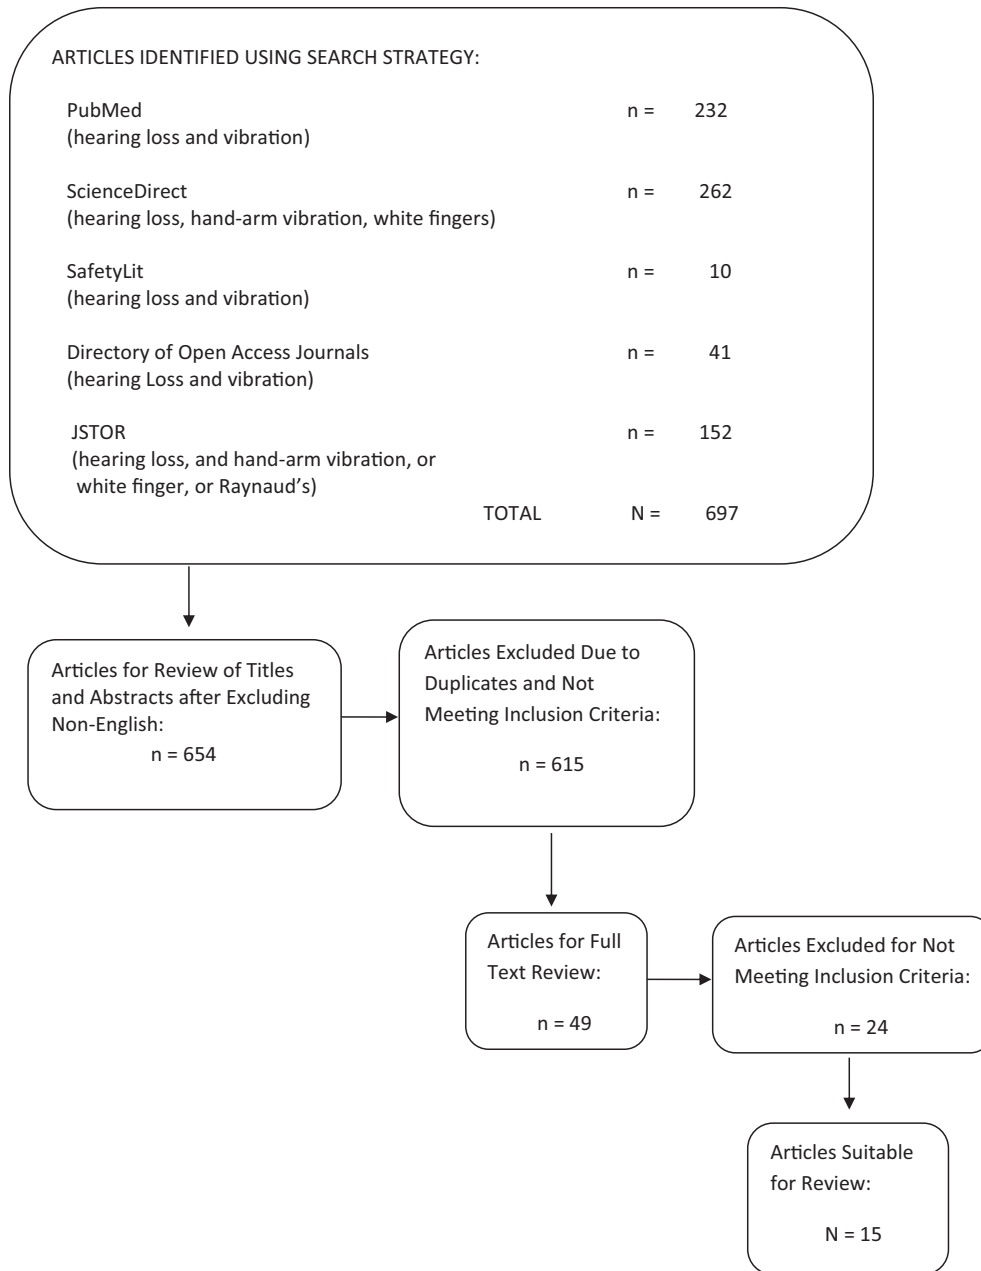 ARTICLES IDENTIFIED USING SEARCH STRATEGY:
PubMed n = 232
(hearing loss and vibration)
ScienceDirect n = 262
(hearing loss, hand-arm vibration, white fingers)
SafetyLit n = 10
(hearing loss and vibration)
Directory of Open Access Journals n = 41
(hearing Loss and vibration)
JSTOR n = 152
(hearing loss, and hand-arm vibration, or
white finger, or Raynaud's)
TOTAL N = 697
Articles for Review of Titles
and Abstracts after Excluding
Non-English:
n = 654
Articles Excluded Due to
Duplicates and Not
Meeting Inclusion Criteria:
n = 615
Articles for Full
Text Review:
n = 49
Articles Excluded for Not
Meeting Inclusion Criteria:
n = 24
Articles Suitable
for Review:
N = 15